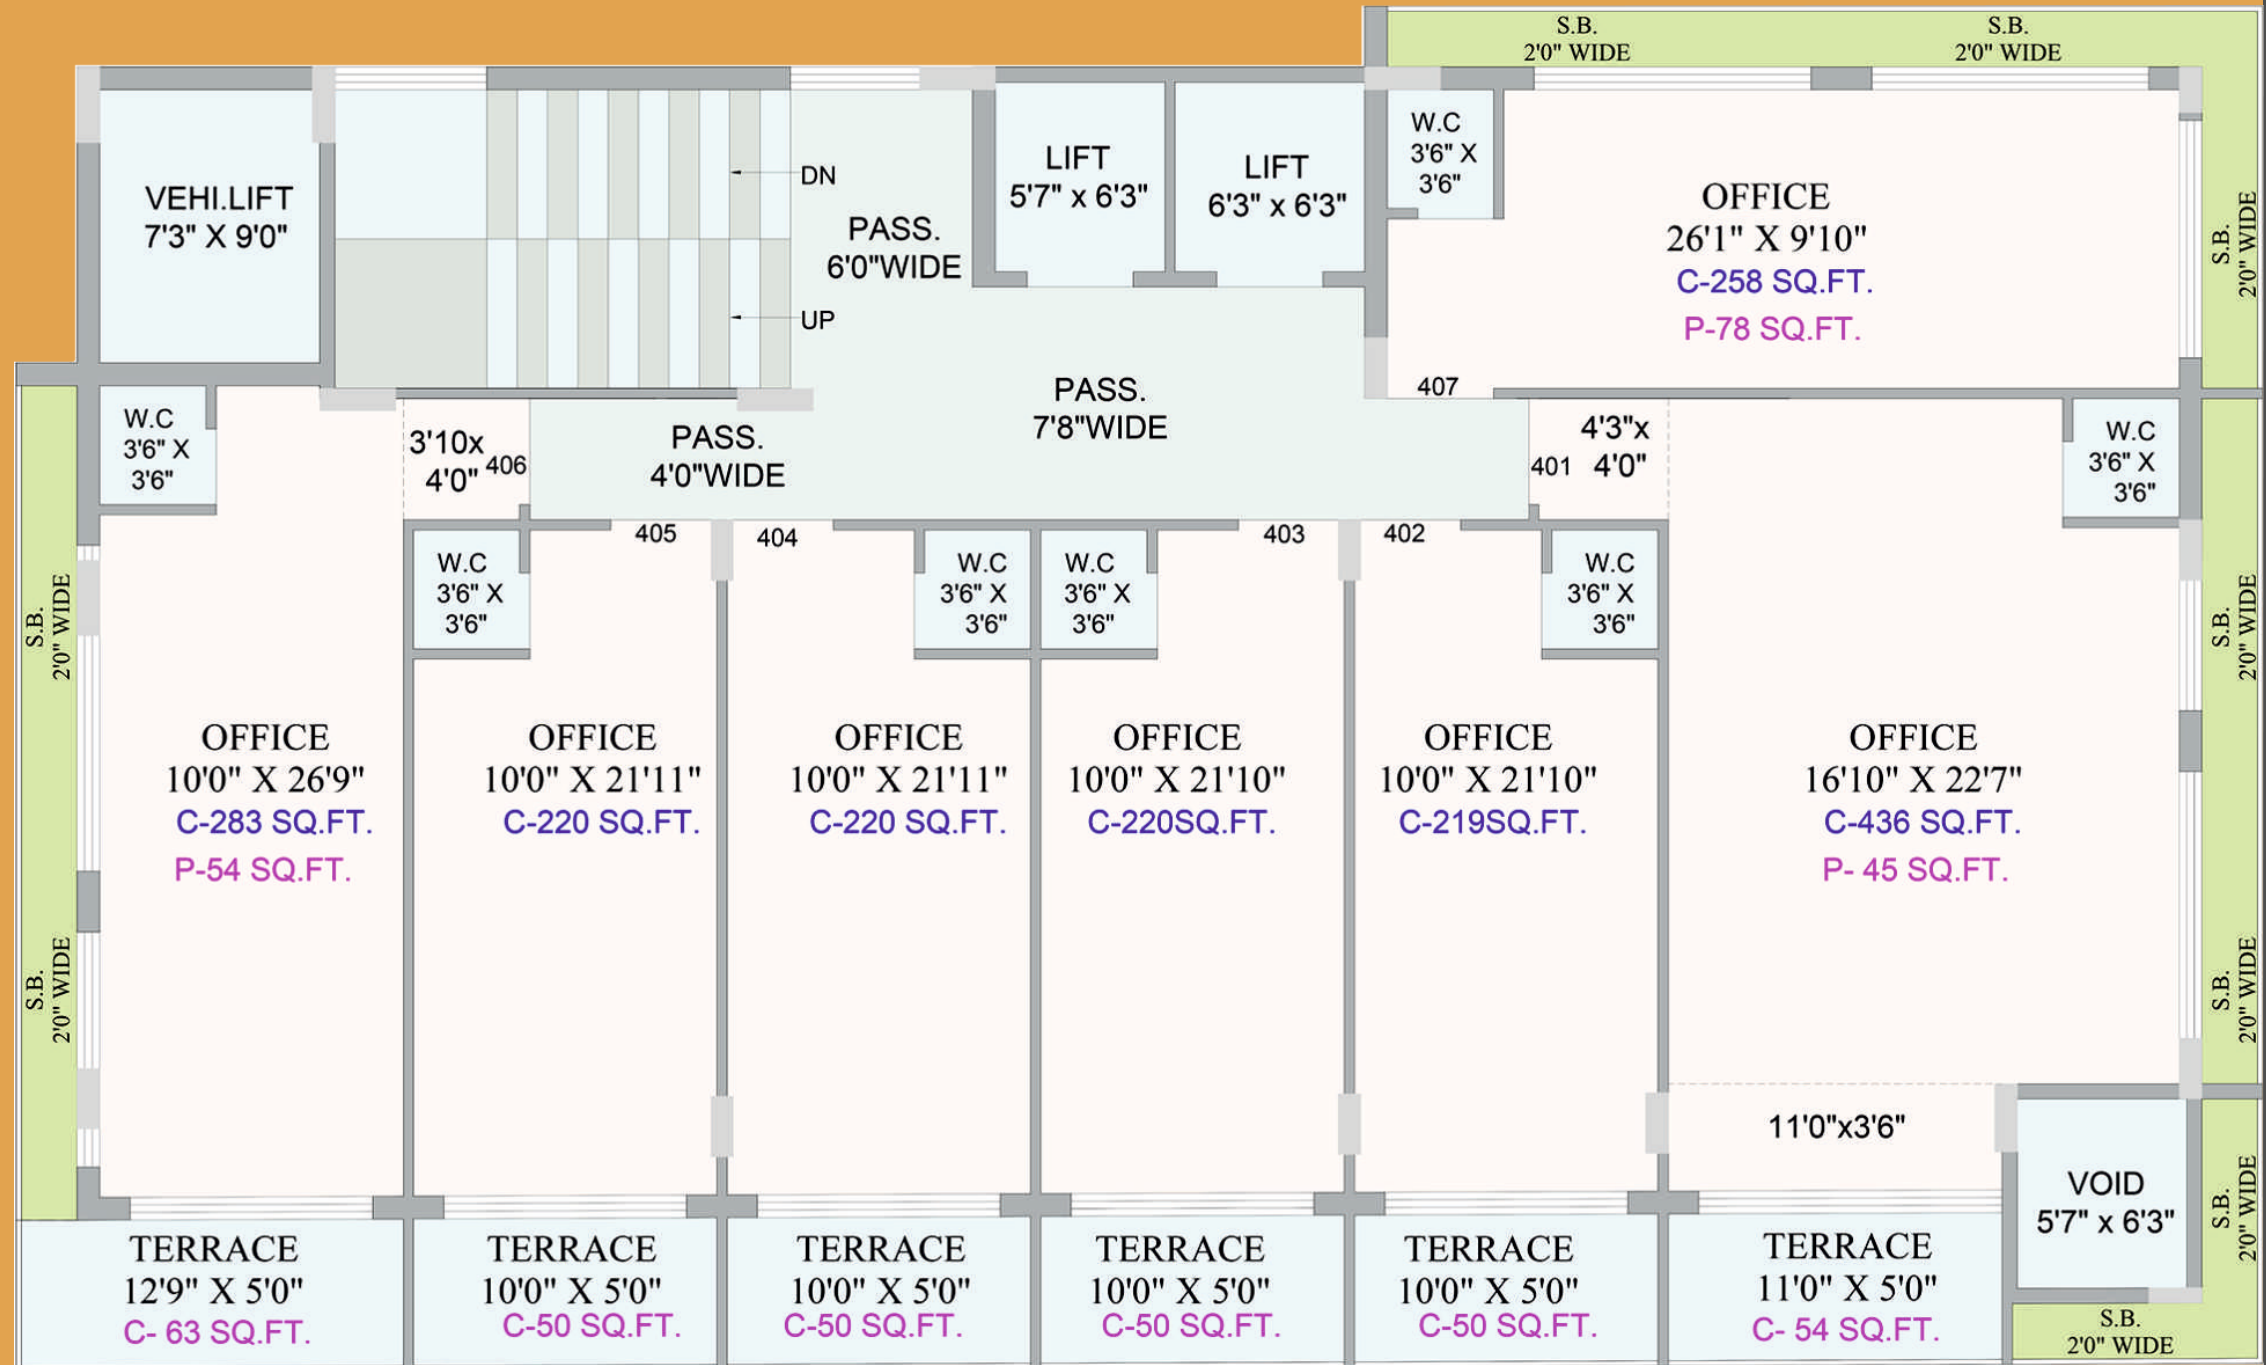 S.B.
2'0" WIDE
S.B.
2'0" WIDE
VEHI.LIFT
7'3" X 9'0"
DN
UP
PASS.
6'0"WIDE
LIFT
5'7" x 6'3"
LIFT
6'3" x 6'3"
W.C
3'6" X
3'6"
OFFICE
26'1" X 9'10"
C-258 SQ.FT.
P-78 SQ.FT.
S.B.
2'0" WIDE
407
W.C
3'6" X
3'6"
3'10x
4'0"
406
PASS.
4'0"WIDE
PASS.
7'8"WIDE
401
4'3"x
4'0"
W.C
3'6" X
3'6"
405
404
403
402
W.C
3'6" X
3'6"
W.C
3'6" X
3'6"
W.C
3'6" X
3'6"
W.C
3'6" X
3'6"
S.B.
2'0" WIDE
S.B.
2'0" WIDE
OFFICE
10'0" X 26'9"
C-283 SQ.FT.
P-54 SQ.FT.
OFFICE
10'0" X 21'11"
C-220 SQ.FT.
OFFICE
10'0" X 21'11"
C-220 SQ.FT.
OFFICE
10'0" X 21'10"
C-220SQ.FT.
OFFICE
10'0" X 21'10"
C-219SQ.FT.
OFFICE
16'10" X 22'7"
C-436 SQ.FT.
P- 45 SQ.FT.
S.B.
2'0" WIDE
S.B.
2'0" WIDE
11'0"x3'6"
VOID
5'7" x 6'3"
S.B.
2'0" WIDE
TERRACE
12'9" X 5'0"
C- 63 SQ.FT.
TERRACE
10'0" X 5'0"
C-50 SQ.FT.
TERRACE
10'0" X 5'0"
C-50 SQ.FT.
TERRACE
10'0" X 5'0"
C-50 SQ.FT.
TERRACE
10'0" X 5'0"
C-50 SQ.FT.
TERRACE
11'0" X 5'0"
C- 54 SQ.FT.
S.B.
2'0" WIDE